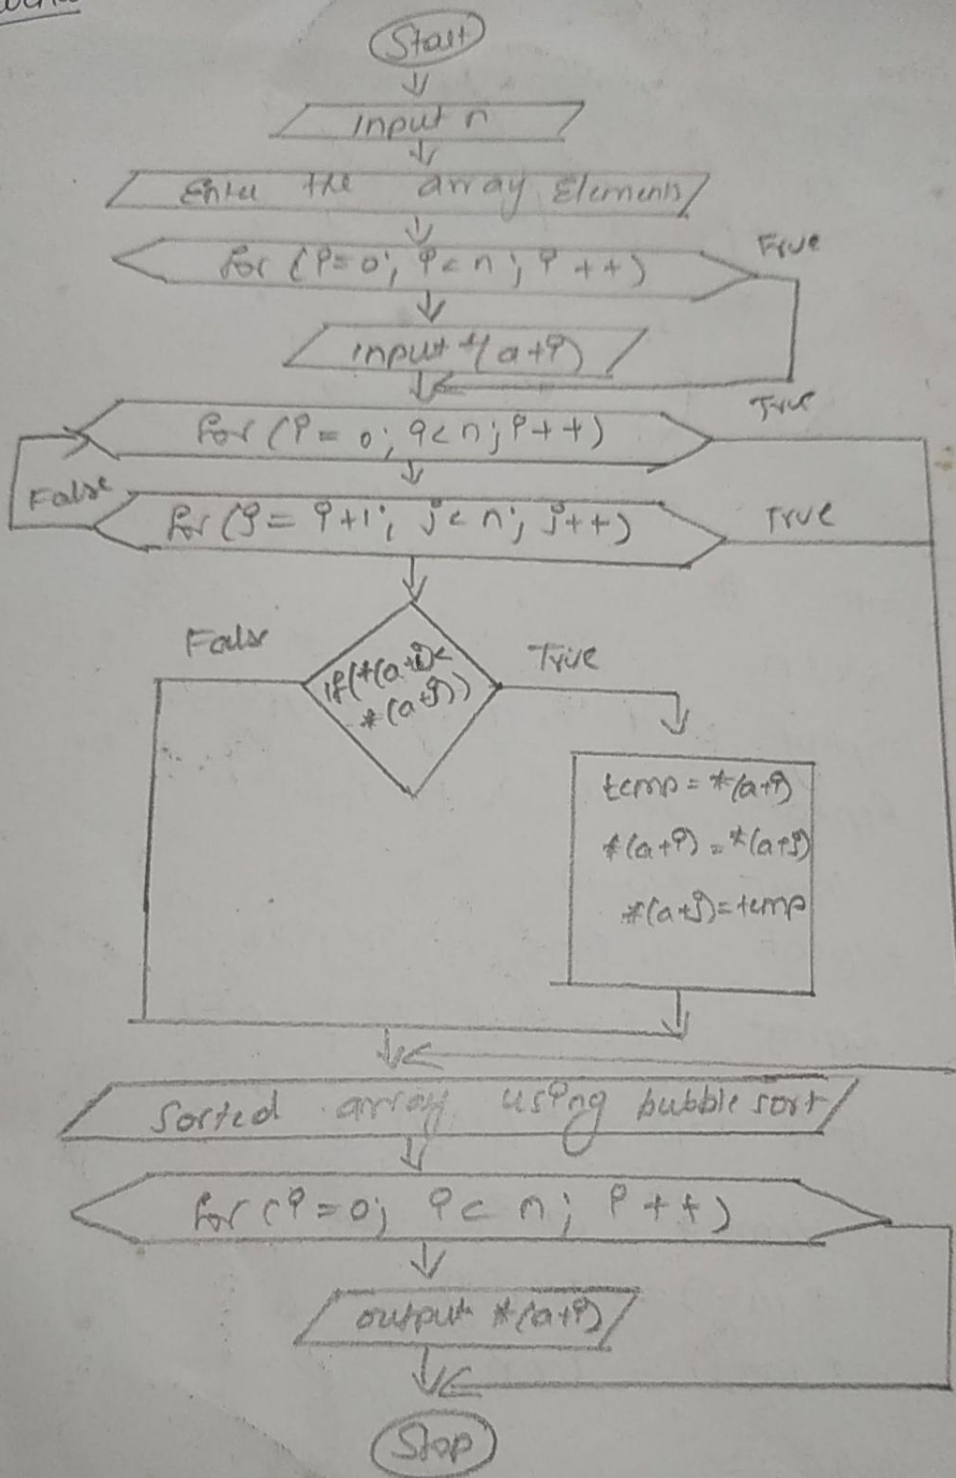 Start
input n
Enter the array Elements
for (i=0; i<n; i++)
True
input *(a+i)
for (i=0; i<n; i++)
True
False
for (j=i+1; j<n; j++)
True
False
if(*(a+i)<
*(a+j))
True
temp=*(a+i)
*(a+i)=*(a+j)
*(a+j)=temp
Sorted array using bubble sort
for (i=0; i<n; i++)
output *(a+i)
Stop